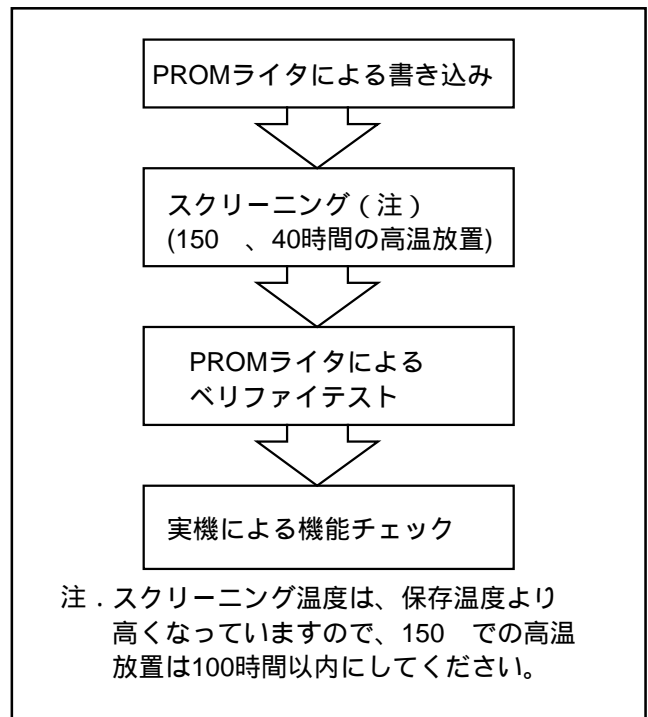 PROMライタによる書き込み
スクリーニング（注）
(150　、40時間の高温放置)
PROMライタによる
ベリファイテスト
実機による機能チェック
注．スクリーニング温度は、保存温度より
高くなっていますので、150　での高温
放置は100時間以内にしてください。